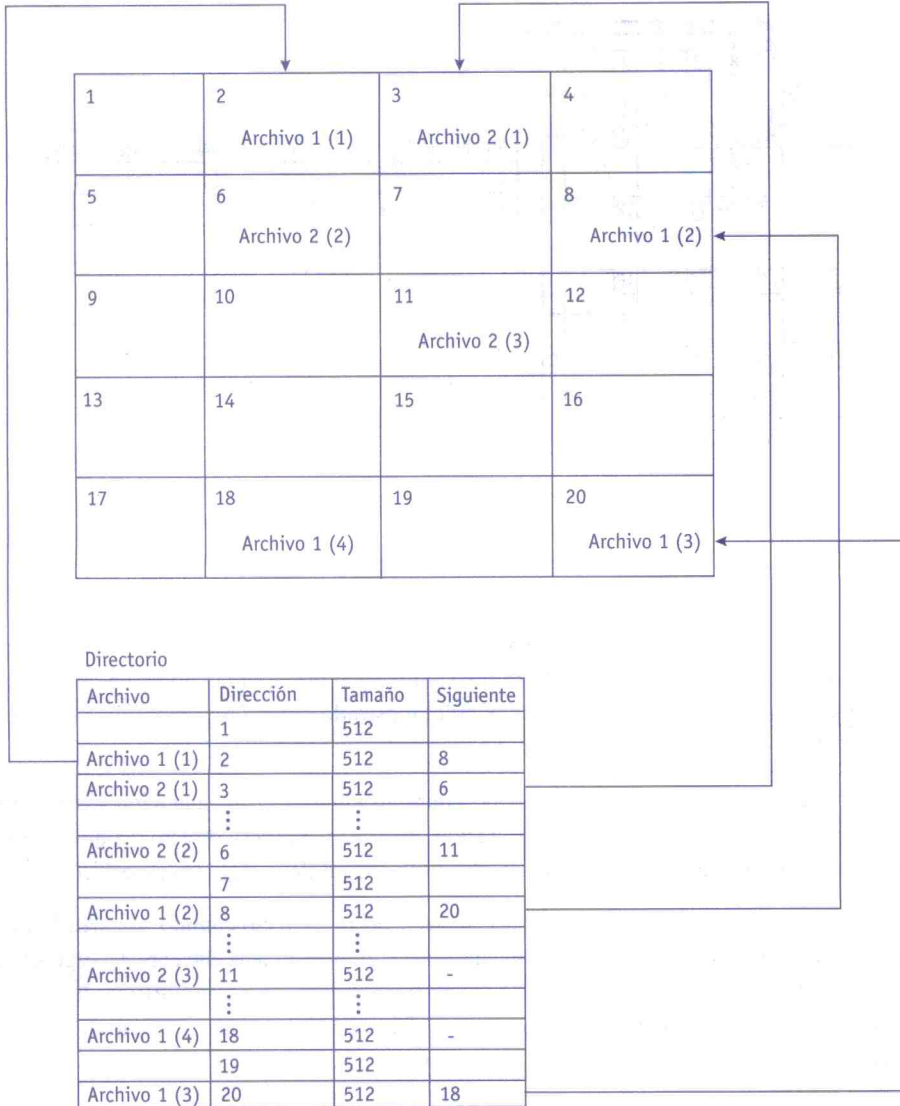 1 2 3 4
Archivo 1 (1) Archivo 2 (1)
5 6 7 8
Archivo 2 (2) Archivo 1 (2)
9 10 11 12
Archivo 2 (3)
13 14 15 16
17 18 19 20
Archivo 1 (4) Archivo 1 (3)
Directorio
Archivo Dirección Tamaño Siguiente
1 512
Archivo 1 (1) 2 512 8
Archivo 2 (1) 3 512 6
⋮ ⋮
Archivo 2 (2) 6 512 11
7 512
Archivo 1 (2) 8 512 20
⋮ ⋮
Archivo 2 (3) 11 512 -
⋮ ⋮
Archivo 1 (4) 18 512 -
19 512
Archivo 1 (3) 20 512 18